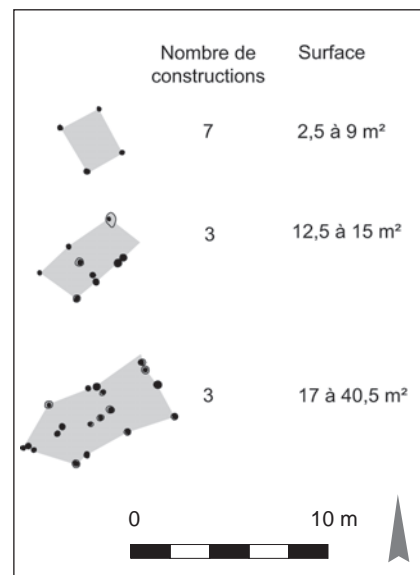 Nombre de constructions Surface
7 2,5 à 9 m²
3 12,5 à 15 m²
3 17 à 40,5 m²
0 10 m